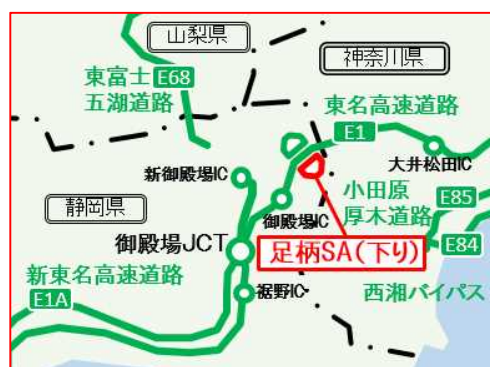 山梨県
神奈川県
東富士
五湖道路
E68
東名高速道路
E1
新御殿場IC
大井松田IC
静岡県
御殿場IC
小田原
厚木道路
E85
御殿場JCT
足柄SA(下り)
E84
新東名高速道路
E1A
裾野IC
西湘バイパス